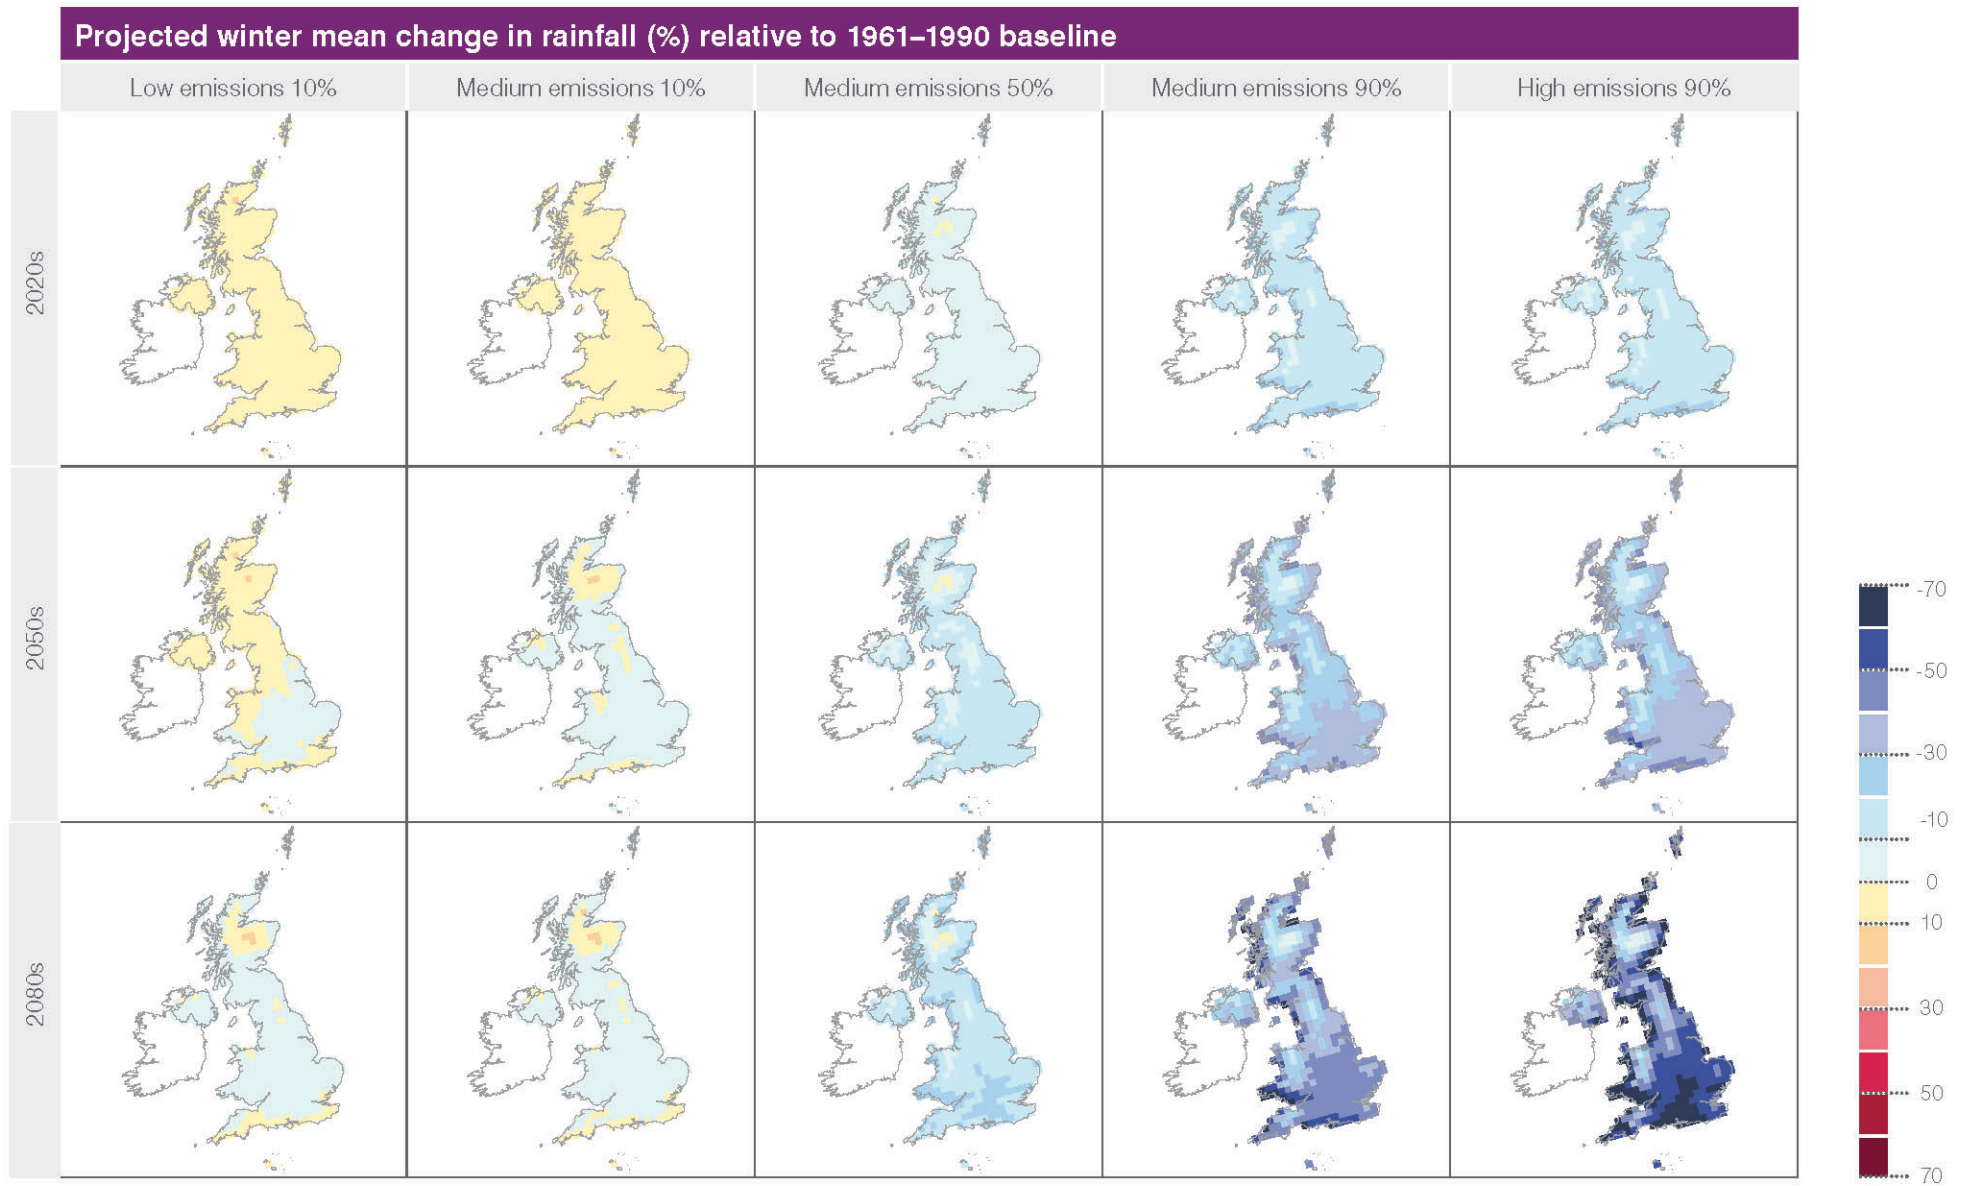 Projected winter mean change in rainfall (%) relative to 1961–1990 baseline
Low emissions 10%
Medium emissions 10%
Medium emissions 50%
Medium emissions 90%
High emissions 90%
2020s
2050s
2080s
-70
-50
-30
-10
0
10
30
50
70